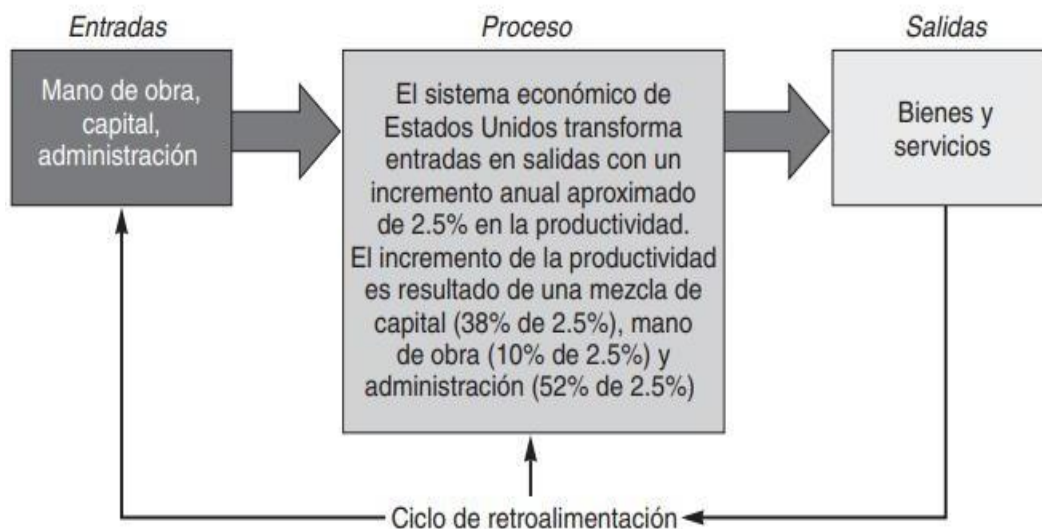 Entradas
Proceso
Salidas
Mano de obra,
capital,
administración
El sistema económico de
Estados Unidos transforma
entradas en salidas con un
incremento anual aproximado
de 2.5% en la productividad.
El incremento de la productividad
es resultado de una mezcla de
capital (38% de 2.5%), mano
de obra (10% de 2.5%) y
administración (52% de 2.5%)
Bienes y
servicios
Ciclo de retroalimentación